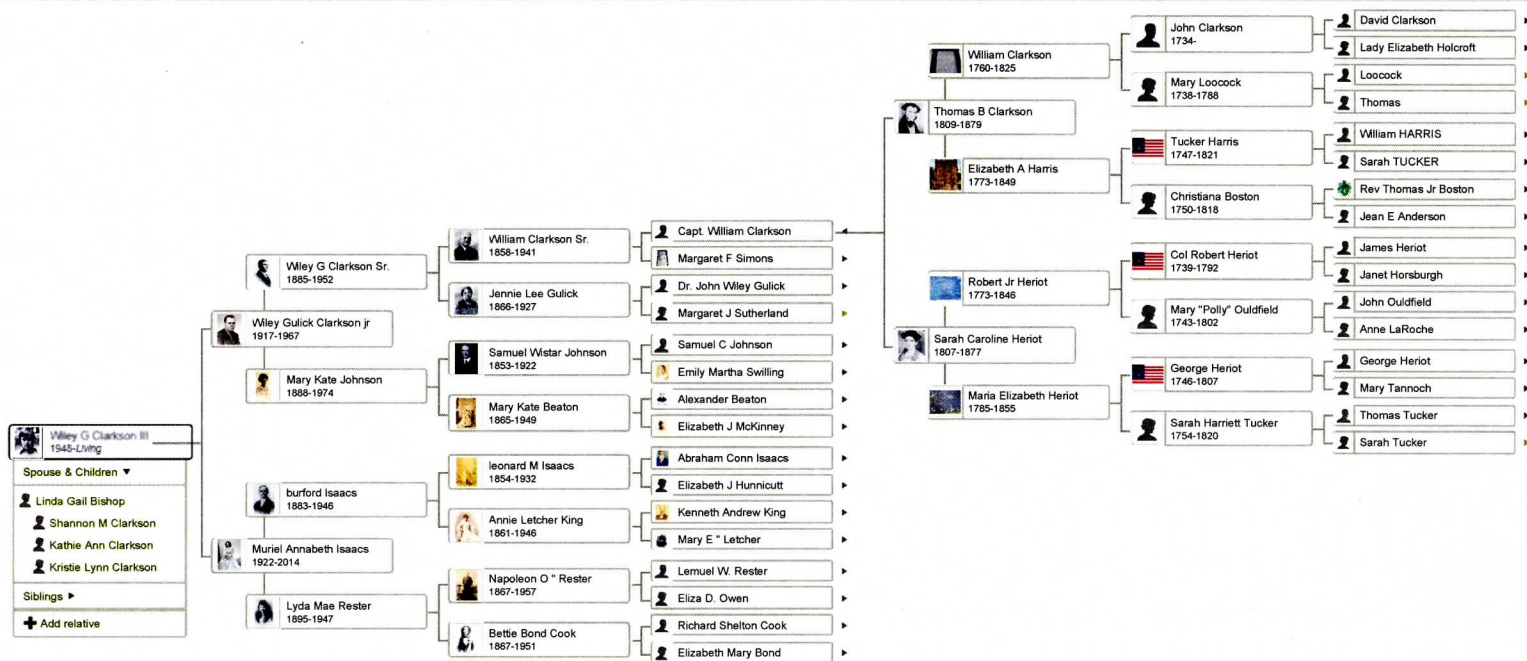 Wiley G Clarkson III
1948-Living
Spouse & Children
Linda Gail Bishop
Shannon M Clarkson
Kathie Ann Clarkson
Kristie Lynn Clarkson
Siblings
Add relative
Wiley Gulick Clarkson jr
1917-1967
Muriel Annabeth Isaacs
1922-2014
Wiley G Clarkson Sr.
1885-1952
Mary Kate Johnson
1888-1974
burford Isaacs
1883-1946
Lyda Mae Rester
1895-1947
William Clarkson Sr.
1858-1941
Jennie Lee Gulick
1866-1927
Samuel Wistar Johnson
1853-1922
Mary Kate Beaton
1865-1949
leonard M Isaacs
1854-1932
Annie Letcher King
1861-1946
Napoleon O " Rester
1867-1957
Bettie Bond Cook
1867-1951
Capt. William Clarkson
Margaret F Simons
Dr. John Wiley Gulick
Margaret J Sutherland
Samuel C Johnson
Emily Martha Swilling
Alexander Beaton
Elizabeth J McKinney
Abraham Conn Isaacs
Elizabeth J Hunnicutt
Kenneth Andrew King
Mary E " Letcher
Lemuel W. Rester
Eliza D. Owen
Richard Shelton Cook
Elizabeth Mary Bond
Thomas B Clarkson
1809-1879
Sarah Caroline Heriot
1807-1877
William Clarkson
1760-1825
Elizabeth A Harris
1773-1849
Robert Jr Heriot
1773-1846
Maria Elizabeth Heriot
1785-1855
John Clarkson
1734-
Mary Loocock
1738-1788
Tucker Harris
1747-1821
Christiana Boston
1750-1818
Col Robert Heriot
1739-1792
Mary "Polly" Ouldfield
1743-1802
George Heriot
1746-1807
Sarah Harriett Tucker
1754-1820
David Clarkson
Lady Elizabeth Holcroft
Loocock
Thomas
William HARRIS
Sarah TUCKER
Rev Thomas Jr Boston
Jean E Anderson
James Heriot
Janet Horsburgh
John Ouldfield
Anne LaRoche
George Heriot
Mary Tannoch
Thomas Tucker
Sarah Tucker